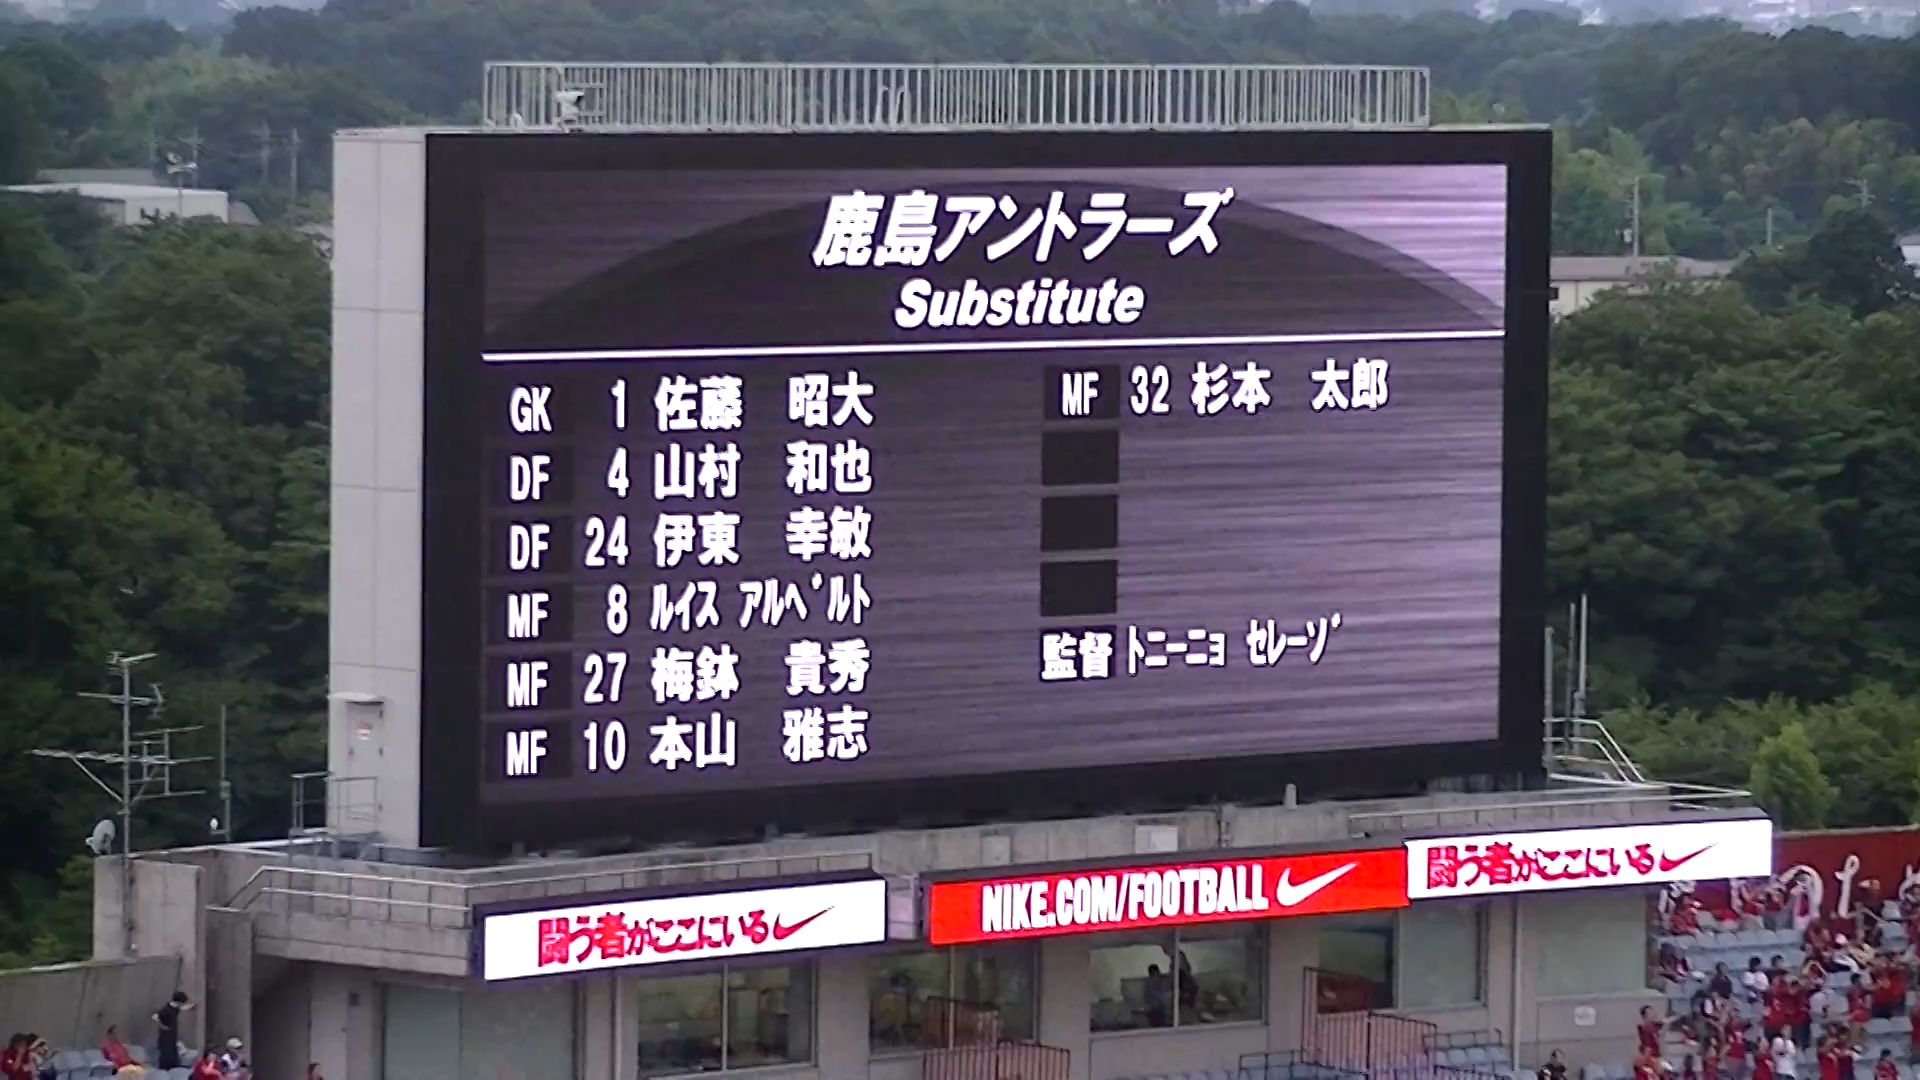 鹿島アントラーズ
Substitute
GK 1 佐藤 昭大
DF 4 山村 和也
DF 24 伊東 幸敏
MF 8 ルイス アルベルト
MF 27 梅鉢 貴秀
MF 10 本山 雅志
MF 32 杉本 太郎
監督 トニーニョ セレーゾ
闘う者がここにいる
NIKE.COM/FOOTBALL
闘う者がここにいる